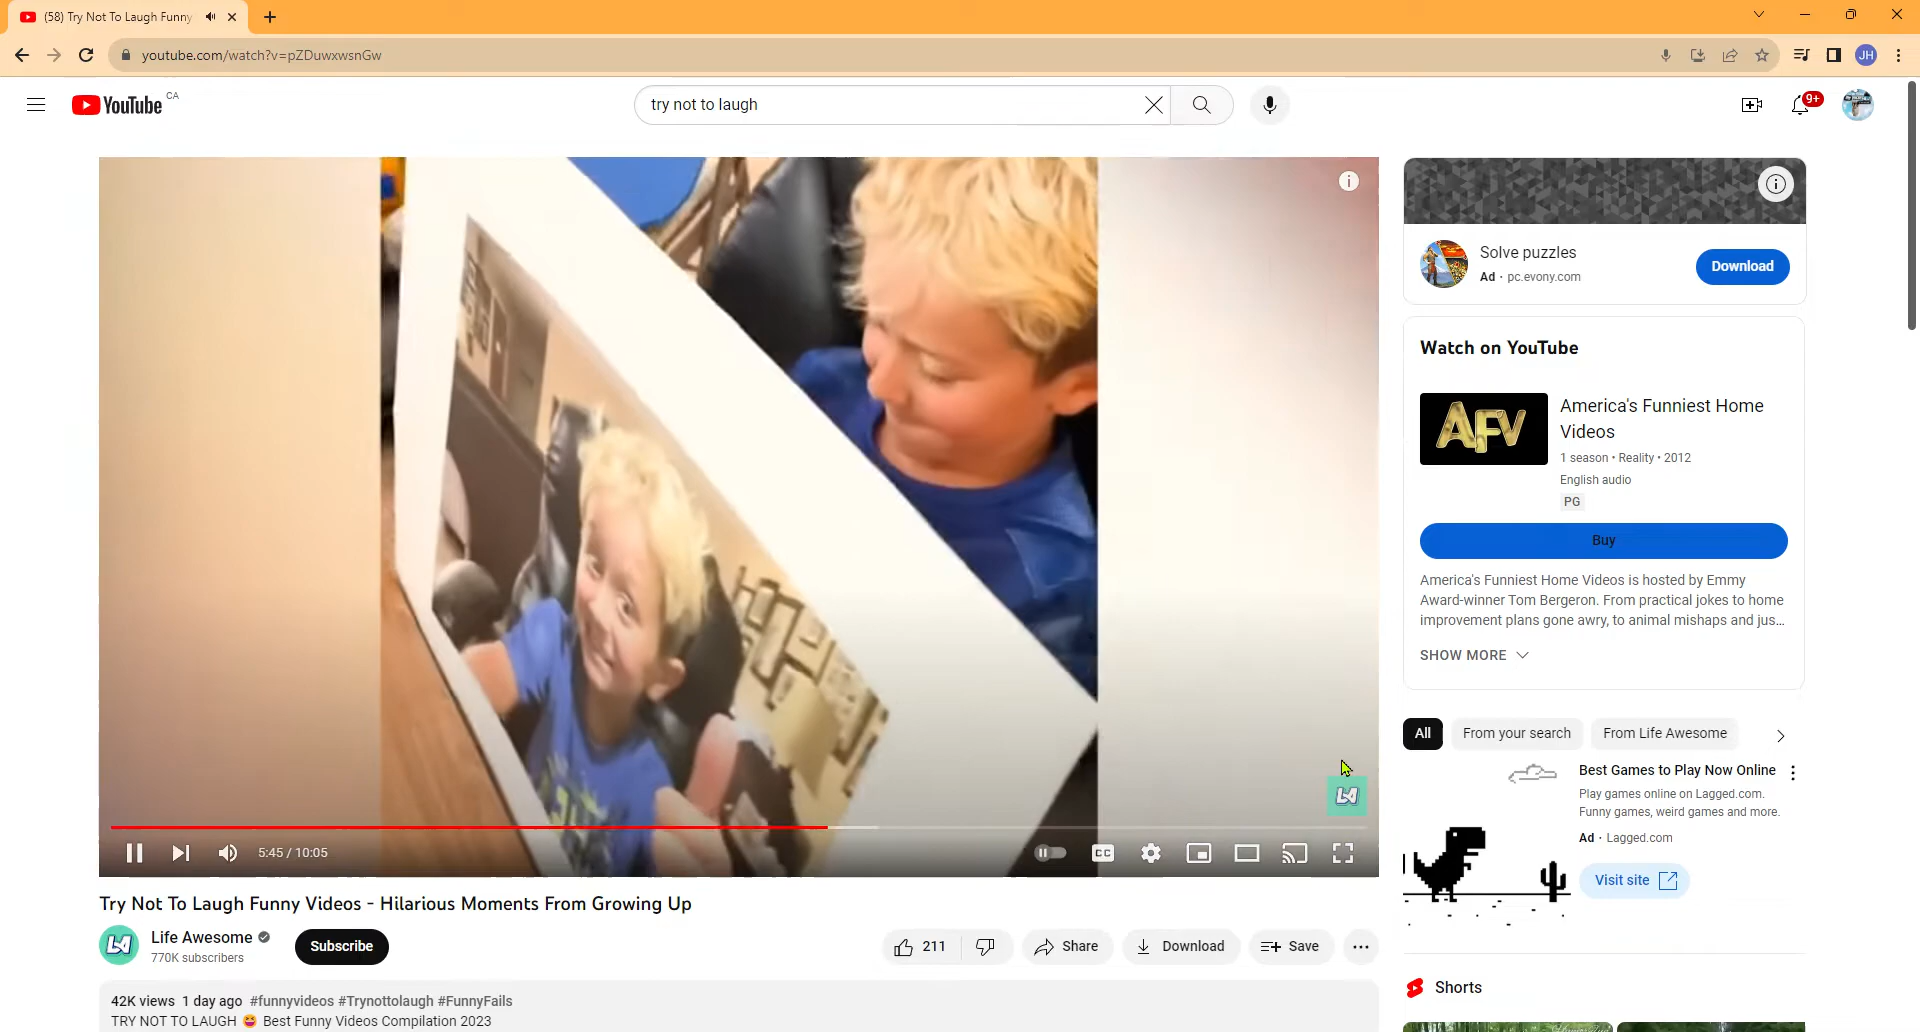 (58) Try Not To Laugh Funny
youtube.com/watch?v=pZDuwxwsnGw
JH
YouTube CA
try not to laugh
9+
Solve puzzles
Ad · pc.evony.com
Download
Watch on YouTube
AFV
America's Funniest Home
Videos
1 season • Reality • 2012
English audio
PG
Buy
America's Funniest Home Videos is hosted by Emmy
Award-winner Tom Bergeron. From practical jokes to home
improvement plans gone awry, to animal mishaps and jus...
SHOW MORE
All
From your search
From Life Awesome
Best Games to Play Now Online
Play games online on Lagged.com.
Funny games, weird games and more.
Ad · Lagged.com
Visit site
Shorts
LA
5:45 / 10:05
CC
Try Not To Laugh Funny Videos - Hilarious Moments From Growing Up
LA
Life Awesome
770K subscribers
Subscribe
211
Share
Download
Save
42K views 1 day ago #funnyvideos #Trynottolaugh #FunnyFails
TRY NOT TO LAUGH 😆 Best Funny Videos Compilation 2023